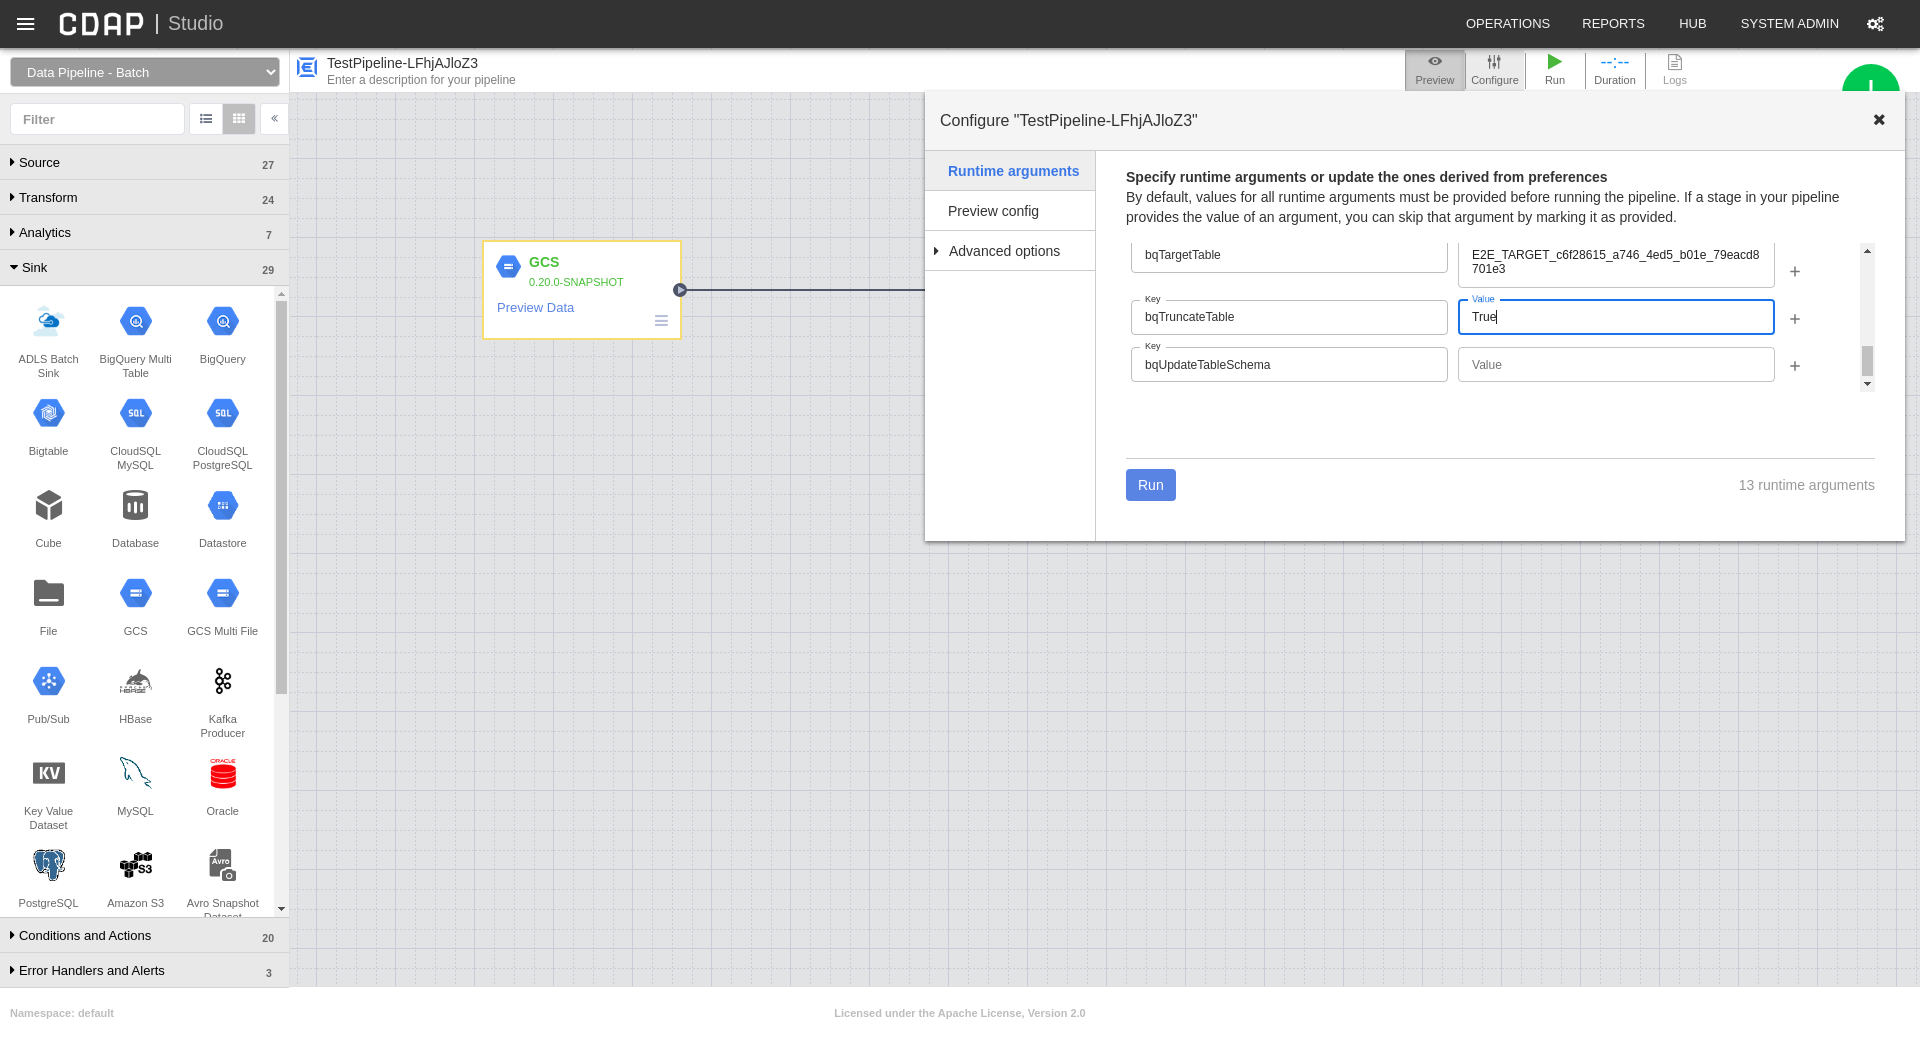 CDAP | Studio
OPERATIONS REPORTS HUB SYSTEM ADMIN
Data Pipeline - Batch
TestPipeline-LFhjAJloZ3
Enter a description for your pipeline
Preview Configure Run Duration Logs
--:--
Filter
Source 27
Transform 24
Analytics 7
Sink 29
ADLS Batch Sink
BigQuery Multi Table
BigQuery
Bigtable
SQL
CloudSQL MySQL
SQL
CloudSQL PostgreSQL
Cube
Database
Datastore
File
GCS
GCS Multi File
Pub/Sub
HBASE
HBase
Kafka Producer
KV
Key Value Dataset
MySQL
ORACLE
Oracle
PostgreSQL
S3
Amazon S3
Avro
Avro Snapshot Dataset
Conditions and Actions 20
Error Handlers and Alerts 3
GCS
0.20.0-SNAPSHOT
Preview Data
Configure "TestPipeline-LFhjAJloZ3"
Runtime arguments
Preview config
Advanced options
Specify runtime arguments or update the ones derived from preferences
By default, values for all runtime arguments must be provided before running the pipeline. If a stage in your pipeline
provides the value of an argument, you can skip that argument by marking it as provided.
bqTargetTable
E2E_TARGET_c6f28615_a746_4ed5_b01e_79eacd8
701e3
Key Value
bqTruncateTable True
Key
bqUpdateTableSchema Value
Run 13 runtime arguments
Namespace: default
Licensed under the Apache License, Version 2.0